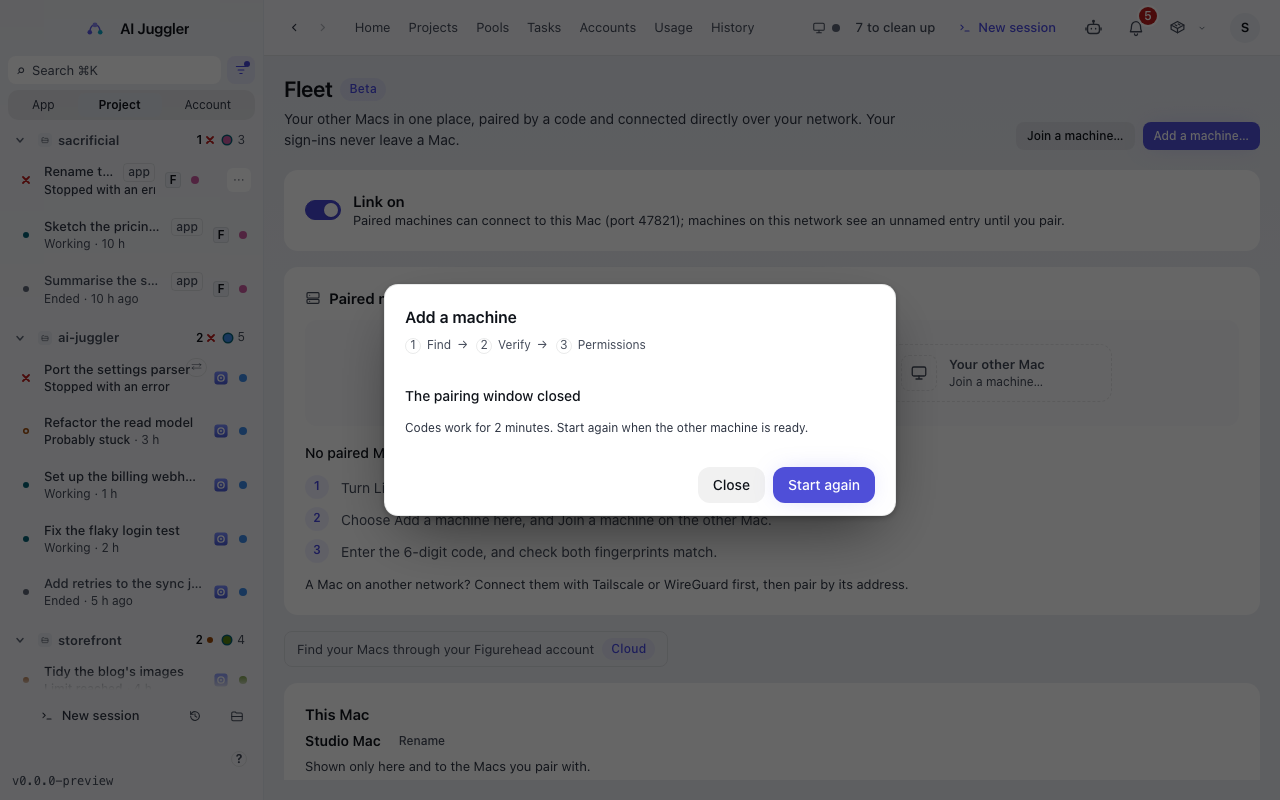 AI Juggler
Search ⌘K
App Project Account
sacrificial 1 3
Rename t... app F
Stopped with an err
Sketch the pricin... app F
Working · 10 h
Summarise the s... app F
Ended · 10 h ago
ai-juggler 2 5
Port the settings parser
Stopped with an error
Refactor the read model
Probably stuck · 3 h
Set up the billing webh...
Working · 1 h
Fix the flaky login test
Working · 2 h
Add retries to the sync j...
Ended · 5 h ago
storefront 2 4
Tidy the blog's images
New session
?
v0.0.0-preview
Home Projects Pools Tasks Accounts Usage History 7 to clean up New session 5 S
Fleet Beta
Your other Macs in one place, paired by a code and connected directly over your network. Your
sign-ins never leave a Mac.
Join a machine... Add a machine...
Link on
Paired machines can connect to this Mac (port 47821); machines on this network see an unnamed entry until you pair.
Paired
Your other Mac
Join a machine...
Add a machine
1 Find → 2 Verify → 3 Permissions
The pairing window closed
Codes work for 2 minutes. Start again when the other machine is ready.
Close Start again
No paired M
1 Turn Li
2 Choose Add a machine here, and Join a machine on the other Mac.
3 Enter the 6-digit code, and check both fingerprints match.
A Mac on another network? Connect them with Tailscale or WireGuard first, then pair by its address.
Find your Macs through your Figurehead account Cloud
This Mac
Studio Mac Rename
Shown only here and to the Macs you pair with.